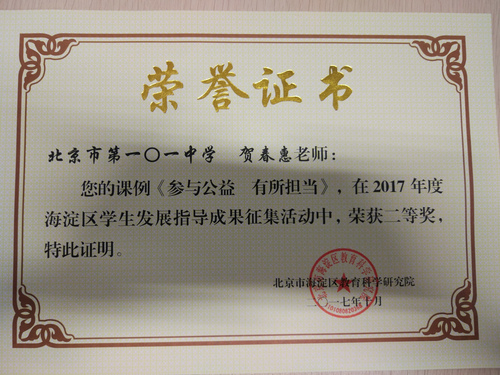 荣誉证书
北京市第一〇一中学 贺春惠老师:
您的课例《参与公益 有所担当》,在2017年度
海淀区学生发展指导成果征集活动中,荣获二等奖,
特此证明。
北京市海淀区教育科学研究院
二〇一七年十月